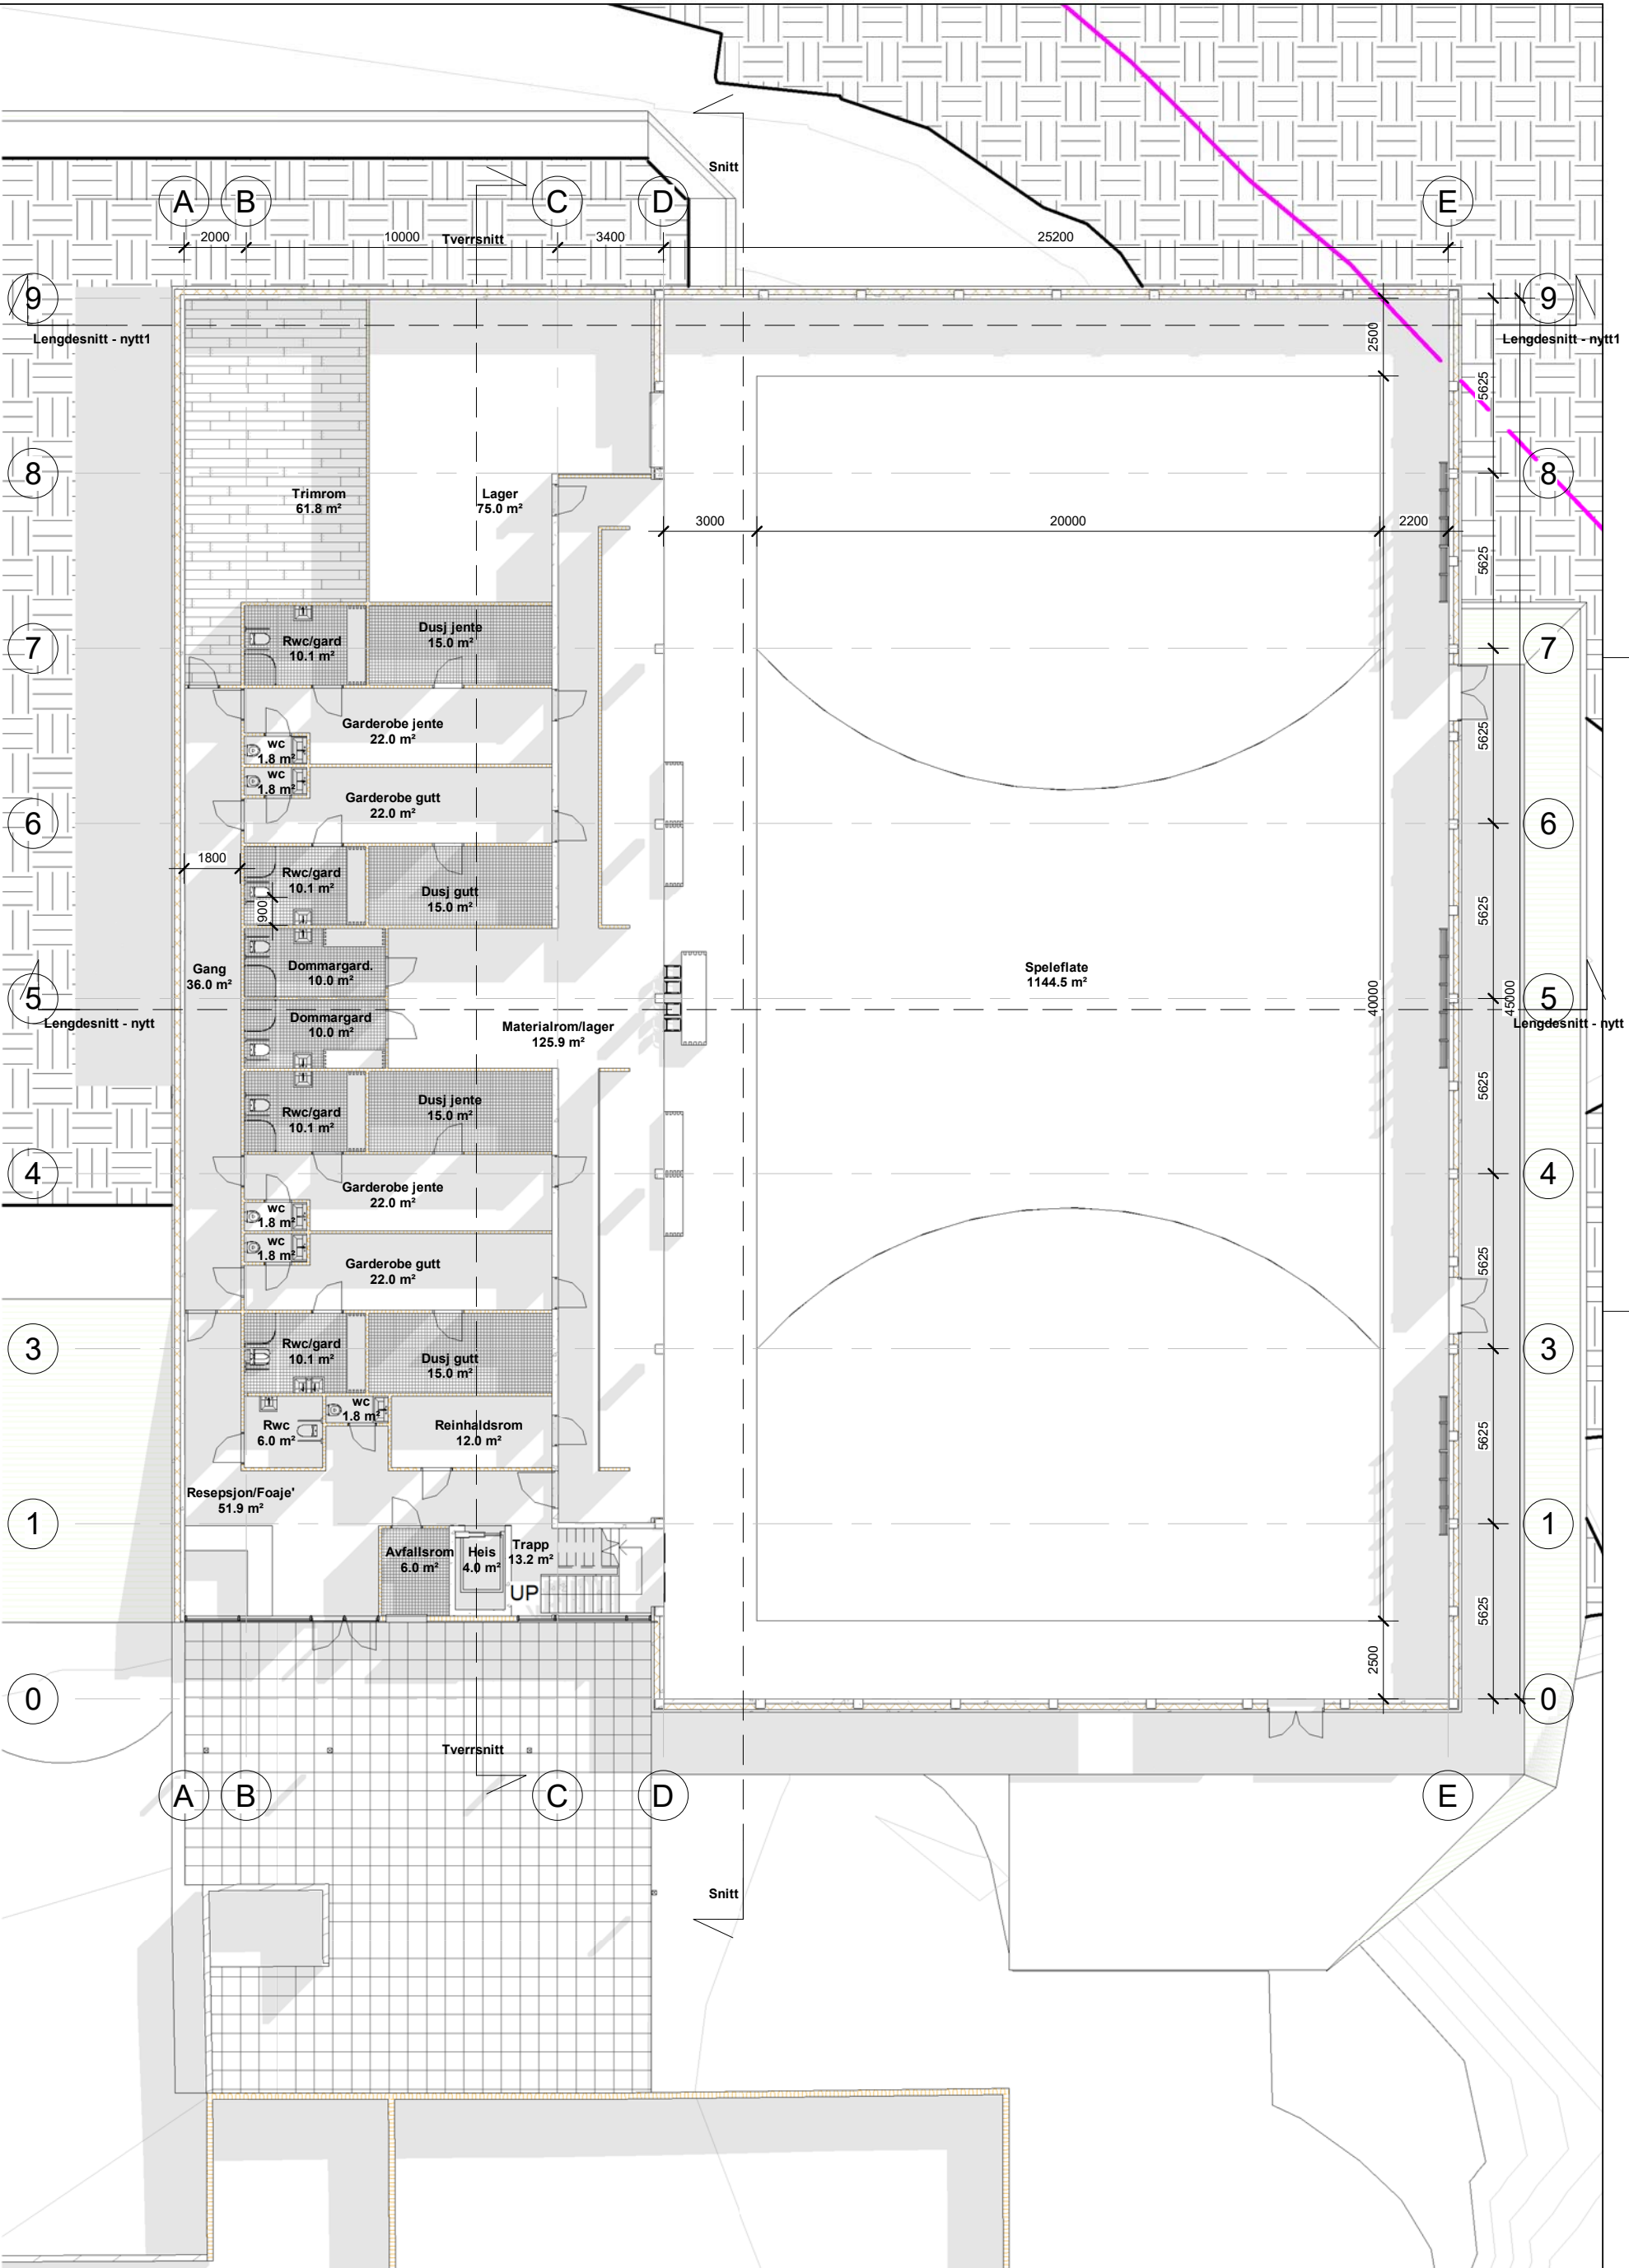 Snitt
A
B
C
D
E
2000
10000
Tverrsnitt
3400
25200
9
9
Lengdesnitt - nytt1
Lengdesnitt - nytt1
2500
5625
8
8
Trimrom
61.8 m²
Lager
75.0 m²
3000
20000
2200
5625
7
7
Rwc/gard
10.1 m²
Dusj jente
15.0 m²
Garderobe jente
22.0 m²
5625
wc
1.8 m²
wc
1.8 m²
Garderobe gutt
22.0 m²
6
6
1800
Rwc/gard
10.1 m²
Dusj gutt
15.0 m²
900
5625
Gang
36.0 m²
Dommargard.
10.0 m²
Speleflate
1144.5 m²
5
5
40000
45000
Lengdesnitt - nytt
Lengdesnitt - nytt
Dommargard
10.0 m²
Materialrom/lager
125.9 m²
Rwc/gard
10.1 m²
Dusj jente
15.0 m²
5625
4
4
Garderobe jente
22.0 m²
wc
1.8 m²
wc
1.8 m²
Garderobe gutt
22.0 m²
5625
3
3
Rwc/gard
10.1 m²
Dusj gutt
15.0 m²
wc
1.8 m²
Rwc
6.0 m²
Reinhaldsrom
12.0 m²
5625
Resepsjon/Foaje'
51.9 m²
1
1
Avfallsrom
6.0 m²
Heis
4.0 m²
Trapp
13.2 m²
UP
5625
2500
0
0
Tverrsnitt
A
B
C
D
E
Snitt